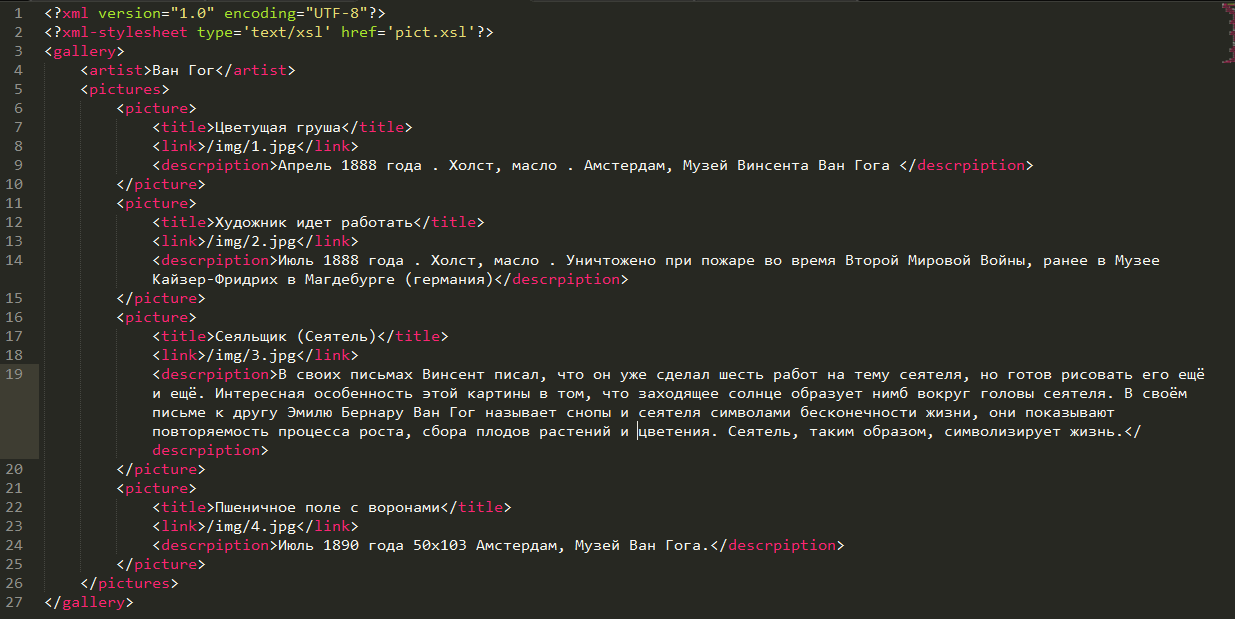 1 <?xml version="1.0" encoding="UTF-8"?>
2 <?xml-stylesheet type='text/xsl' href='pict.xsl'?>
3 <gallery>
4 <artist>Ван Гог</artist>
5 <pictures>
6 <picture>
7 <title>Цветущая груша</title>
8 <link>/img/1.jpg</link>
9 <descrpiption>Апрель 1888 года . Холст, масло . Амстердам, Музей Винсента Ван Гога </descrpiption>
10 </picture>
11 <picture>
12 <title>Художник идет работать</title>
13 <link>/img/2.jpg</link>
14 <descrpiption>Июль 1888 года . Холст, масло . Уничтожено при пожаре во время Второй Мировой Войны, ранее в Музее
Кайзер-Фридрих в Магдебурге (германия)</descrpiption>
15 </picture>
16 <picture>
17 <title>Сеяльщик (Сеятель)</title>
18 <link>/img/3.jpg</link>
19 <descrpiption>В своих письмах Винсент писал, что он уже сделал шесть работ на тему сеятеля, но готов рисовать его ещё
и ещё. Интересная особенность этой картины в том, что заходящее солнце образует нимб вокруг головы сеятеля. В своём
письме к другу Эмилю Бернару Ван Гог называет снопы и сеятеля символами бесконечности жизни, они показывают
повторяемость процесса роста, сбора плодов растений и цветения. Сеятель, таким образом, символизирует жизнь.</
descrpiption>
20 </picture>
21 <picture>
22 <title>Пшеничное поле с воронами</title>
23 <link>/img/4.jpg</link>
24 <descrpiption>Июль 1890 года 50x103 Амстердам, Музей Ван Гога.</descrpiption>
25 </picture>
26 </pictures>
27 </gallery>